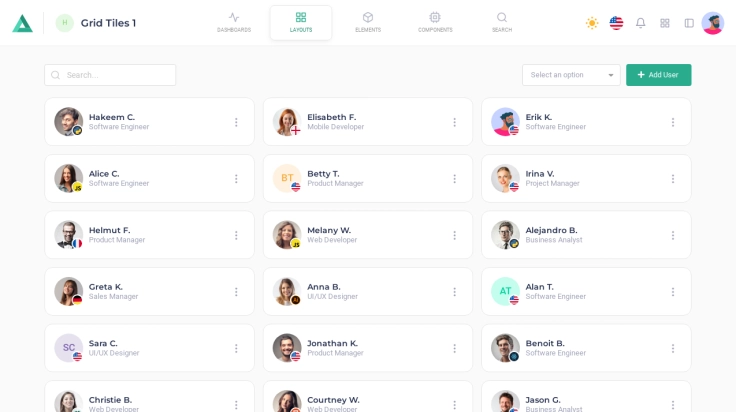 H
Grid Tiles 1
DASHBOARDS
LAYOUTS
ELEMENTS
COMPONENTS
SEARCH
Search...
Select an option
Add User
Hakeem C.
Software Engineer
Elisabeth F.
Mobile Developer
Erik K.
Software Engineer
Alice C.
Software Engineer
JS
BT
Betty T.
Product Manager
Irina V.
Project Manager
Helmut F.
Product Manager
Melany W.
Web Developer
JS
Alejandro B.
Business Analyst
Greta K.
Sales Manager
Anna B.
UI/UX Designer
Ai
AT
Alan T.
Software Engineer
SC
Sara C.
UI/UX Designer
Jonathan K.
Product Manager
Benoit B.
Software Engineer
Christie B.
Web Developer
Courtney W.
Web Developer
Jason G.
Business Analyst